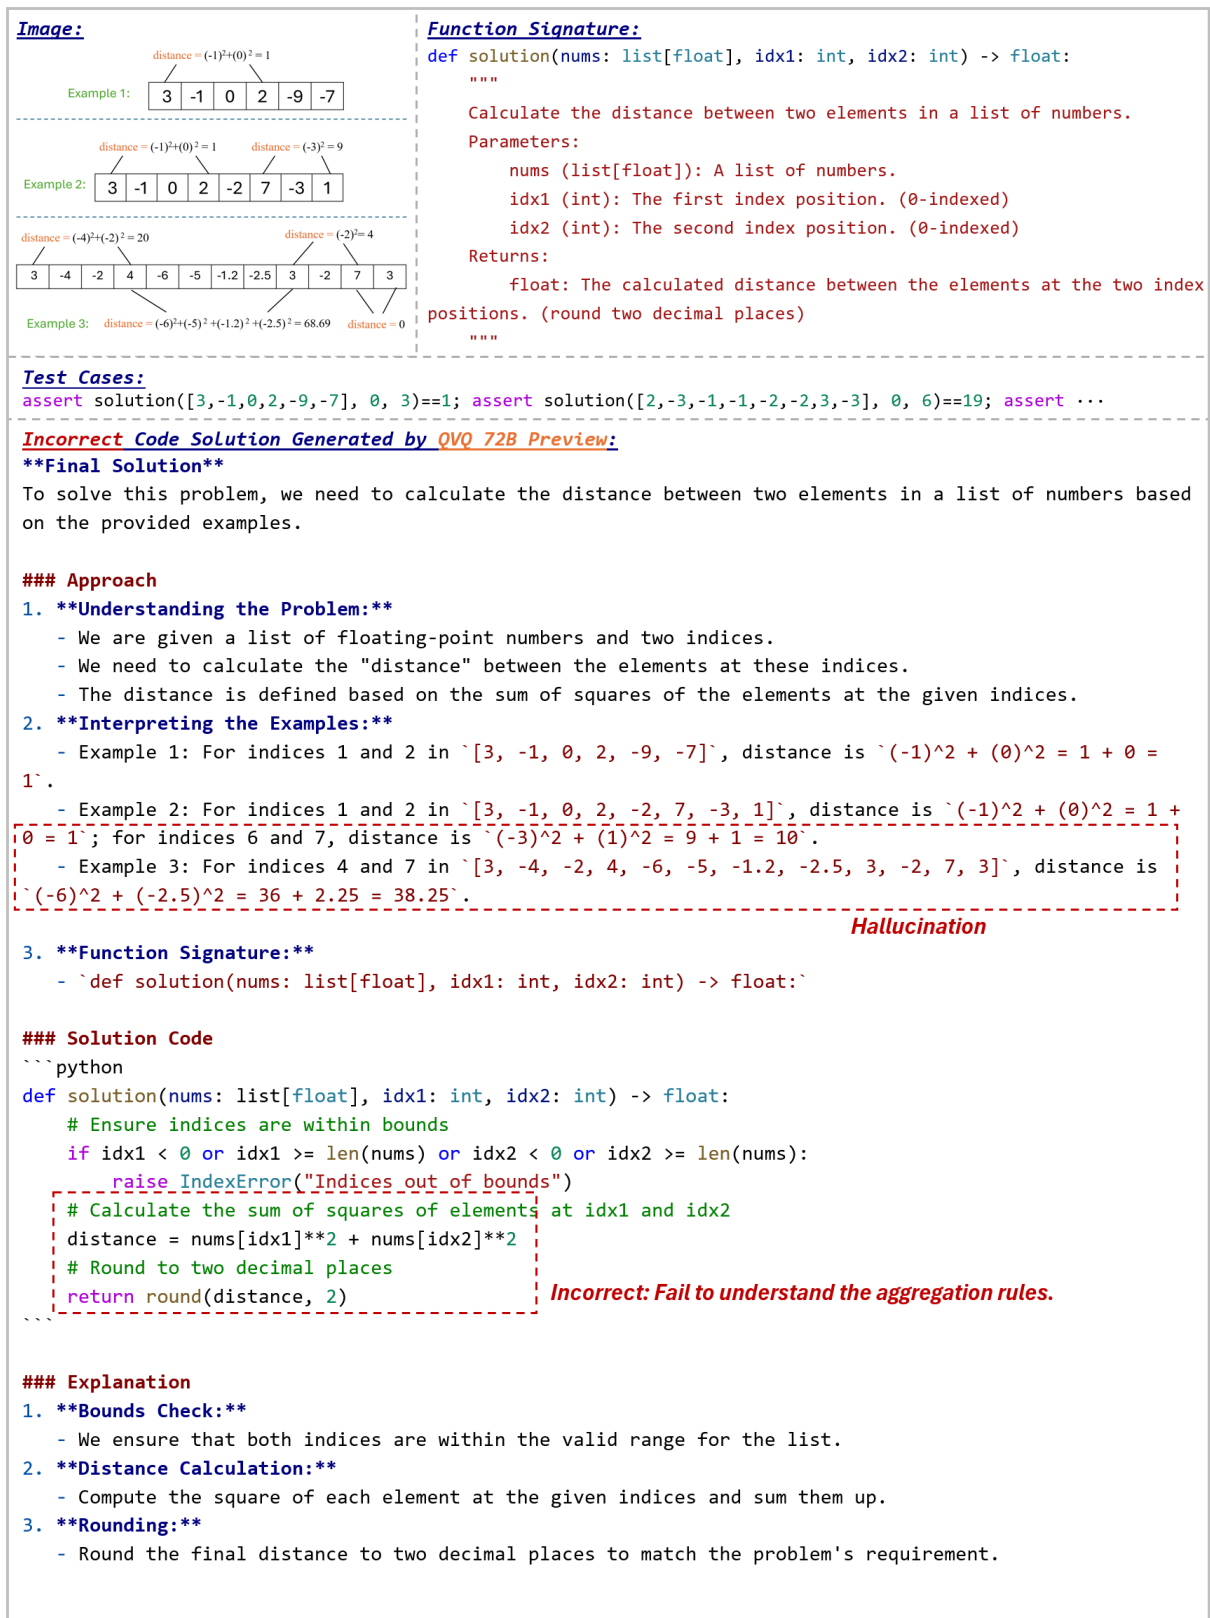 Image:
distance = (-1)²+(0)² = 1
Example 1:
3 -1 0 2 -9 -7
distance = (-1)²+(0)² = 1
distance = (-3)² = 9
Example 2:
3 -1 0 2 -2 7 -3 1
distance = (-4)²+(-2)² = 20
distance = (-2)²= 4
3 -4 -2 4 -6 -5 -1.2 -2.5 3 -2 7 3
Example 3:
distance = (-6)²+(-5)² +(-1.2)² +(-2.5)² = 68.69
distance = 0
Function Signature:
def solution(nums: list[float], idx1: int, idx2: int) -> float:
"""
Calculate the distance between two elements in a list of numbers.
Parameters:
nums (list[float]): A list of numbers.
idx1 (int): The first index position. (0-indexed)
idx2 (int): The second index position. (0-indexed)
Returns:
float: The calculated distance between the elements at the two index
positions. (round two decimal places)
"""
Test Cases:
assert solution([3,-1,0,2,-9,-7], 0, 3)==1; assert solution([2,-3,-1,-1,-2,-2,3,-3], 0, 6)==19; assert ···
Incorrect Code Solution Generated by QVQ 72B Preview:
**Final Solution**
To solve this problem, we need to calculate the distance between two elements in a list of numbers based
on the provided examples.
### Approach
1. **Understanding the Problem:**
- We are given a list of floating-point numbers and two indices.
- We need to calculate the "distance" between the elements at these indices.
- The distance is defined based on the sum of squares of the elements at the given indices.
2. **Interpreting the Examples:**
- Example 1: For indices 1 and 2 in `[3, -1, 0, 2, -9, -7]`, distance is `(-1)^2 + (0)^2 = 1 + 0 =
1`.
- Example 2: For indices 1 and 2 in `[3, -1, 0, 2, -2, 7, -3, 1]`, distance is `(-1)^2 + (0)^2 = 1 +
0 = 1`; for indices 6 and 7, distance is `(-3)^2 + (1)^2 = 9 + 1 = 10`.
- Example 3: For indices 4 and 7 in `[3, -4, -2, 4, -6, -5, -1.2, -2.5, 3, -2, 7, 3]`, distance is
`(-6)^2 + (-2.5)^2 = 36 + 2.25 = 38.25`.
Hallucination
3. **Function Signature:**
- `def solution(nums: list[float], idx1: int, idx2: int) -> float:`
### Solution Code
```python
def solution(nums: list[float], idx1: int, idx2: int) -> float:
# Ensure indices are within bounds
if idx1 < 0 or idx1 >= len(nums) or idx2 < 0 or idx2 >= len(nums):
raise IndexError("Indices out of bounds")
# Calculate the sum of squares of elements at idx1 and idx2
distance = nums[idx1]**2 + nums[idx2]**2
# Round to two decimal places
return round(distance, 2)
Incorrect: Fail to understand the aggregation rules.
```
### Explanation
1. **Bounds Check:**
- We ensure that both indices are within the valid range for the list.
2. **Distance Calculation:**
- Compute the square of each element at the given indices and sum them up.
3. **Rounding:**
- Round the final distance to two decimal places to match the problem's requirement.